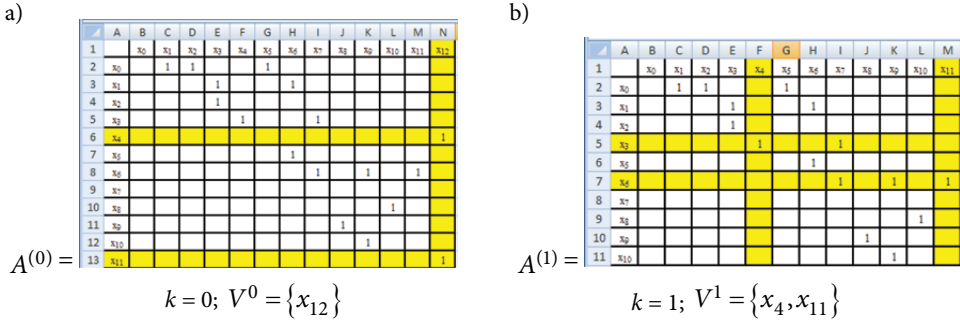 a)
A B C D E F G H I J K L M N
1 x₀ x₁ x₂ x₃ x₄ x₅ x₆ x₇ x₈ x₉ x₁₀ x₁₁ x₁₂
2 x₀ 1 1 1
3 x₁ 1 1
4 x₂ 1
5 x₃ 1 1
6 x₄ 1
7 x₅ 1
8 x₆ 1 1 1
9 x₇
10 x₈ 1
11 x₉ 1
12 x₁₀ 1
13 x₁₁ 1
A⁽⁰⁾ =
k = 0; V⁰ = {x₁₂}
b)
A B C D E F G H I J K L M
1 x₀ x₁ x₂ x₃ x₄ x₅ x₆ x₇ x₈ x₉ x₁₀ x₁₁
2 x₀ 1 1 1
3 x₁ 1 1
4 x₂ 1
5 x₃ 1 1
6 x₅ 1
7 x₆ 1 1 1
8 x₇
9 x₈ 1
10 x₉ 1
11 x₁₀ 1
A⁽¹⁾ =
k = 1; V¹ = {x₄, x₁₁}